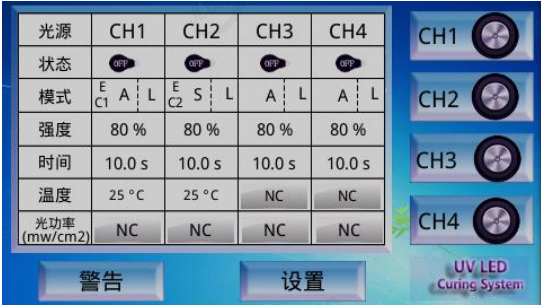 光源 CH1 CH2 CH3 CH4
状态 OFF OFF OFF OFF
模式 E C1 A L E C2 S L A L A L
强度 80 % 80 % 80 % 80 %
时间 10.0 s 10.0 s 10.0 s 10.0 s
温度 25 °C 25 °C NC NC
光功率
(mw/cm2) NC NC NC NC
警告 设置
CH1
CH2
CH3
CH4
UV LED
Curing System